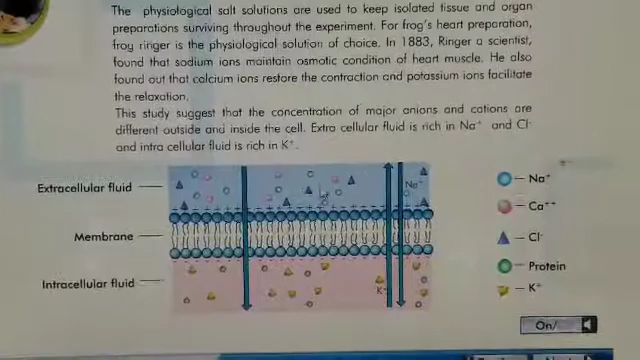 The physiological salt solutions are used to keep isolated tissue and organ
preparations surviving throughout the experiment. For frog's heart preparation,
frog ringer is the physiological solution of choice. In 1883, Ringer a scientist,
found that sodium ions maintain osmotic condition of heart muscle. He also
found out that calcium ions restore the contraction and potassium ions facilitate
the relaxation.
This study suggest that the concentration of major anions and cations are
different outside and inside the cell. Extra cellular fluid is rich in Na⁺ and Cl⁻
and intra cellular fluid is rich in K⁺.
Extracellular fluid
Membrane
Intracellular fluid
Na⁺
K⁺
Na⁺
Ca⁺⁺
Cl⁻
Protein
K⁺
On/